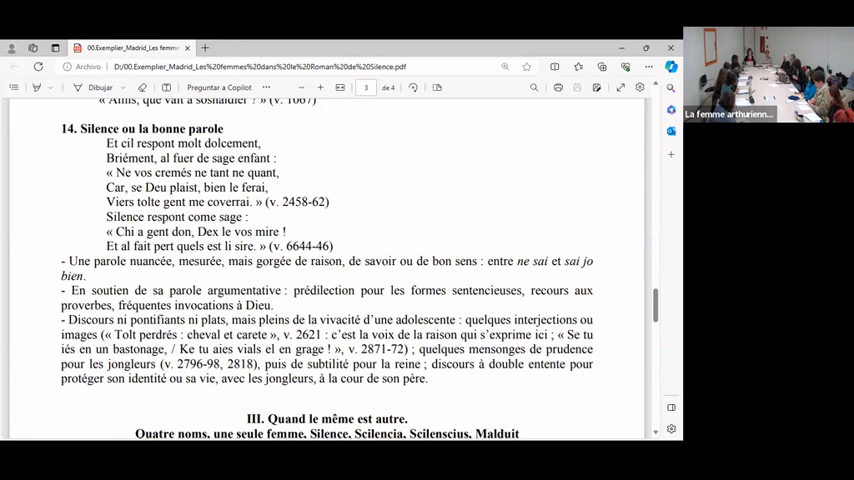 00.Exemplier_Madrid_Les femme
Archivo
D:/00.Exemplier_Madrid_Les%20femmes%20dans%20le%20Roman%20de%20Silence.pdf
Dibujar
Preguntar a Copilot
3
de 4
« Amis, que vait a
(v. 1067)
14. Silence ou la bonne parole
Et cil respont molt dolcement,
Briément, al fuer de sage enfant :
« Ne vos cremés ne tant ne quant,
Car, se Deu plaist, bien le ferai,
Viers tolte gent me coverrai. » (v. 2458-62)
Silence respont come sage :
« Chi a gent don, Dex le vos mire !
Et al fait pert quels est li sire. » (v. 6644-46)
- Une parole nuancée, mesurée, mais gorgée de raison, de savoir ou de bon sens : entre ne sai et sai jo
bien.
- En soutien de sa parole argumentative : prédilection pour les formes sentencieuses, recours aux
proverbes, fréquentes invocations à Dieu.
- Discours ni pontifiants ni plats, mais pleins de la vivacité d'une adolescente : quelques interjections ou
images (« Tolt perdrés : cheval et carete », v. 2621 : c'est la voix de la raison qui s'exprime ici ; « Se tu
iés en un bastonage, / Ke tu aies vials el en grage ! », v. 2871-72) ; quelques mensonges de prudence
pour les jongleurs (v. 2796-98, 2818), puis de subtilité pour la reine ; discours à double entente pour
protéger son identité ou sa vie, avec les jongleurs, à la cour de son père.
III. Quand le même est autre.
Quatre noms, une seule femme, Silence, Scilencia, Scilenscius, Malduit
La femme arthurienn...